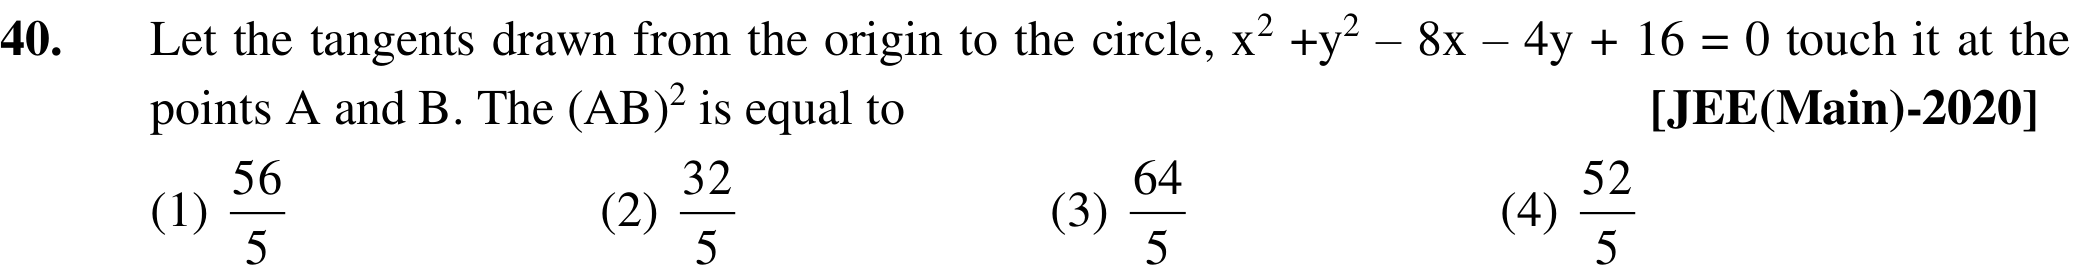 40. Let the tangents drawn from the origin to the circle, x² +y² – 8x – 4y + 16 = 0 touch it at the
points A and B. The (AB)² is equal to [JEE(Main)-2020]
(1) 56/5 (2) 32/5 (3) 64/5 (4) 52/5